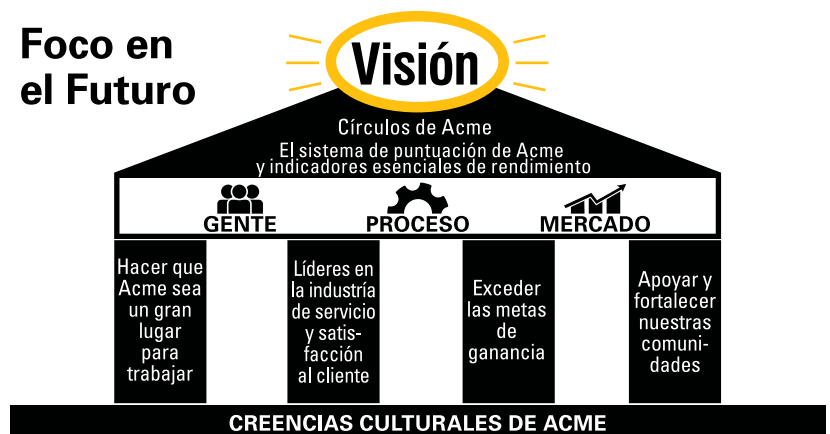 Foco en
el Futuro
Visión
Círculos de Acme
El sistema de puntuación de Acme
y indicadores esenciales de rendimiento
GENTE
PROCESO
MERCADO
Hacer que
Acme sea
un gran
lugar
para
trabajar
Líderes en
la industría
de servicio
y satis-
facción
al cliente
Exceder
las metas
de
ganancia
Apoyar y
fortalecer
nuestras
comuni-
dades
CREENCIAS CULTURALES DE ACME